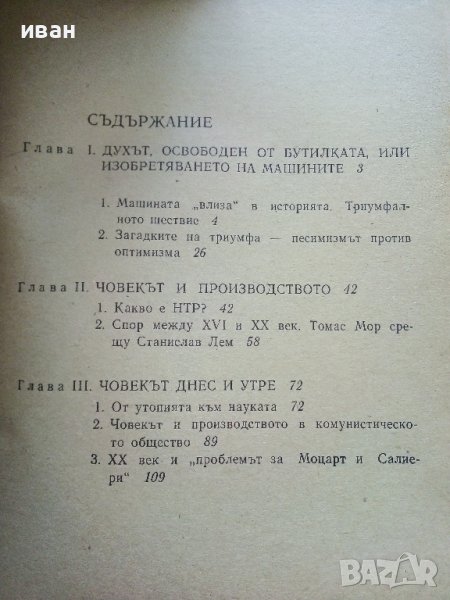 иван
СЪДЪРЖАНИЕ
Глава I. ДУХЪТ, ОСВОБОДЕН ОТ БУТИЛКАТА, ИЛИ
ИЗОБРЕТЯВАНЕТО НА МАШИНИТЕ 3
1. Машината „влиза" в историята. Триумфал-
ното шествие 4
2. Загадките на триумфа — песимизмът против
оптимизма 26
Глава II. ЧОВЕКЪТ И ПРОИЗВОДСТВОТО 42
1. Какво е НТР? 42
2. Спор между XVI и XX век. Томас Мор сре-
щу Станислав Лем 58
Глава III. ЧОВЕКЪТ ДНЕС И УТРЕ 72
1. От утопията към науката 72
2. Човекът и производството в комунистическо-
то общество 89
3. XX век и „проблемът за Моцарт и Салие-
ри" 109
BAZAR